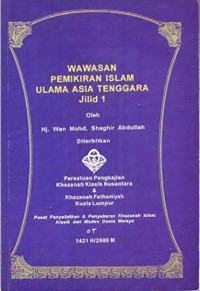 WAWASAN
PEMIKIRAN ISLAM
ULAMA ASIA TENGGARA
Jilid 1
Oleh
Hj. Wan Mohd. Shaghir Abdullah
Diterbitkan
Persatuan Pengkajian
Khazanah Klasik Nusantara
&
Khazanah Fathaniyah
Kuala Lumpur
Pusat Penyelidikan & Penyebaran Khazanah Islam
Klasik dan Moden Dunia Melayu
1421 H/2000 M